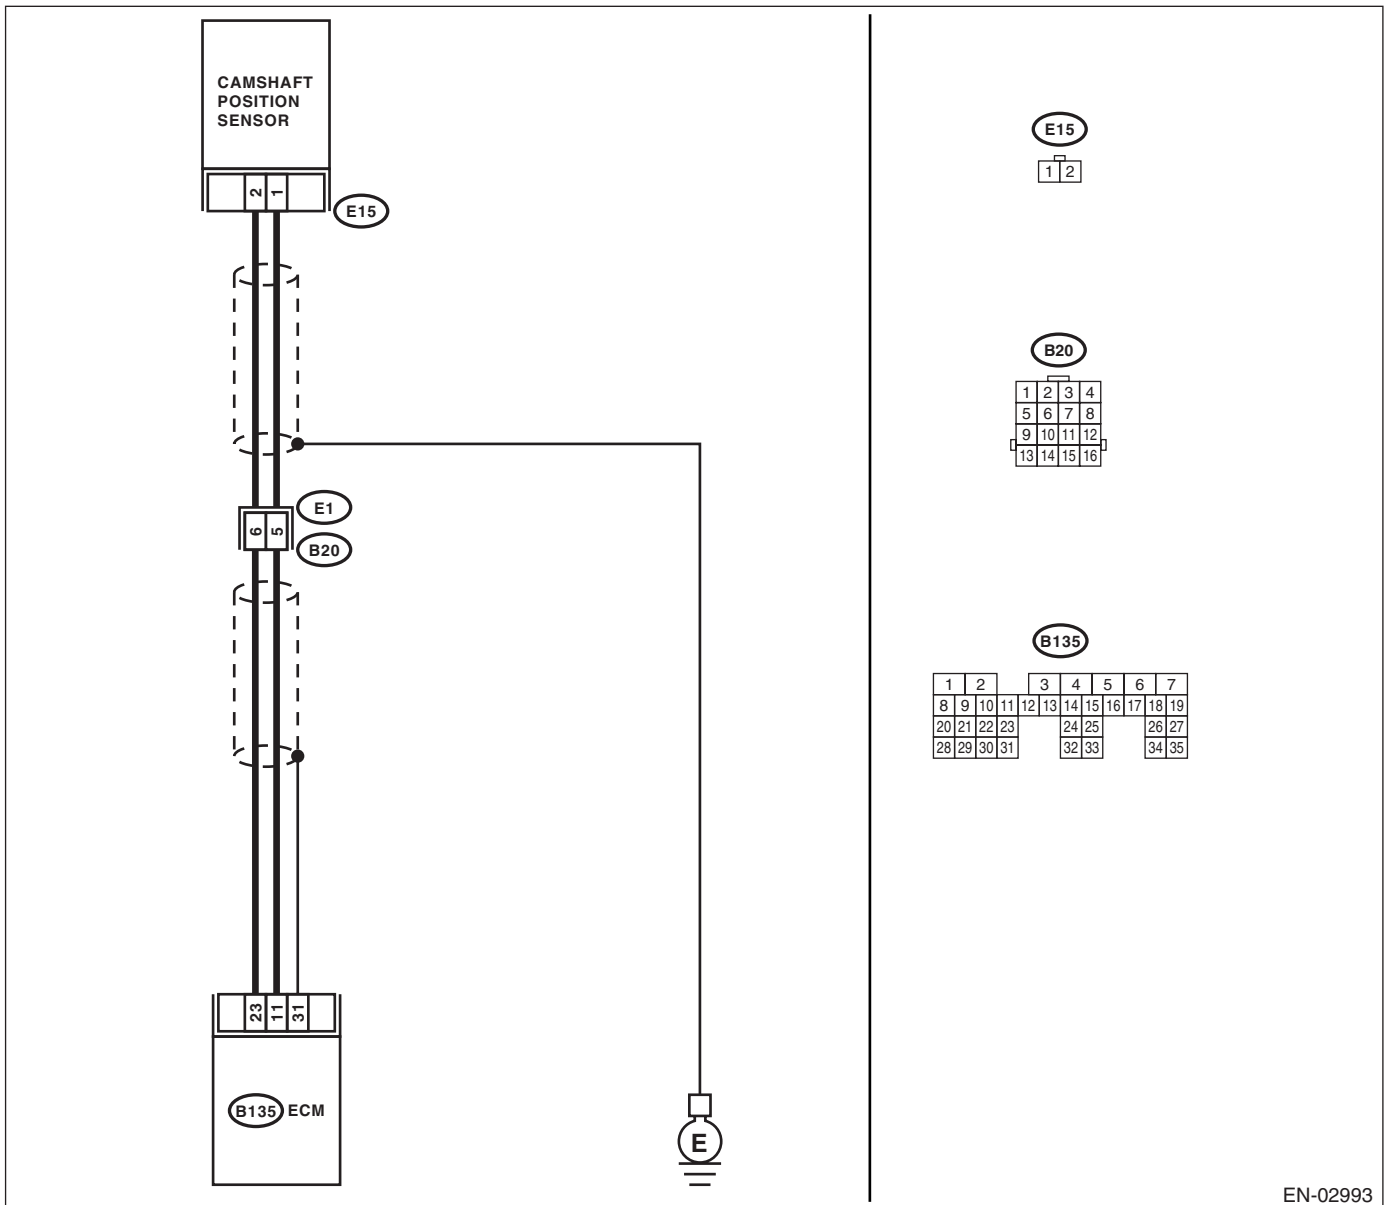 CAMSHAFT
POSITION
SENSOR
2 1
E15
E1
6 5
B20
23 11 31
B135 ECM
E
E15
1 2
B20
1 2 3 4
5 6 7 8
9 10 11 12
13 14 15 16
B135
1 2 3 4 5 6 7
8 9 10 11 12 13 14 15 16 17 18 19
20 21 22 23 24 25 26 27
28 29 30 31 32 33 34 35
EN-02993